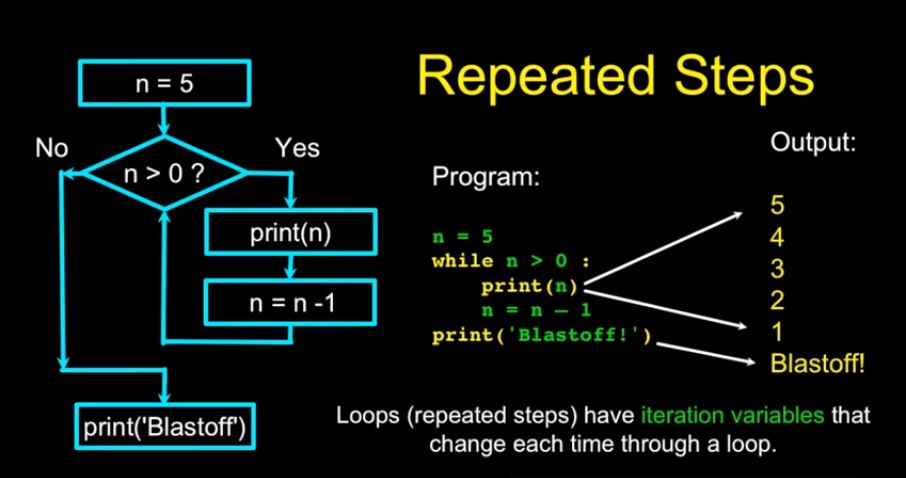 Repeated Steps
n = 5
No
Yes
n > 0 ?
print(n)
n = n -1
print('Blastoff')
Program:
n = 5
while n > 0 :
    print(n)
    n = n – 1
print('Blastoff!')
Output:
5
4
3
2
1
Blastoff!
Loops (repeated steps) have iteration variables that
change each time through a loop.